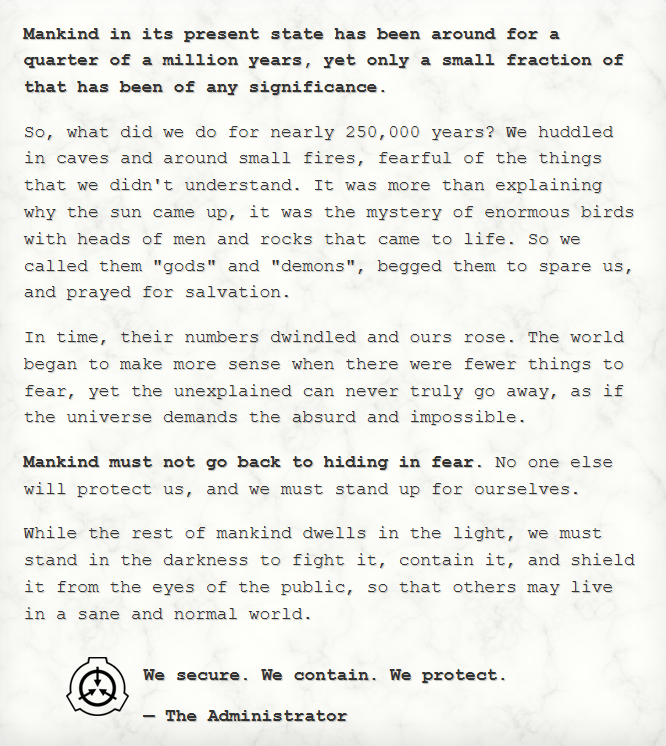 Mankind in its present state has been around for a
quarter of a million years, yet only a small fraction of
that has been of any significance.
So, what did we do for nearly 250,000 years? We huddled
in caves and around small fires, fearful of the things
that we didn't understand. It was more than explaining
why the sun came up, it was the mystery of enormous birds
with heads of men and rocks that came to life. So we
called them "gods" and "demons", begged them to spare us,
and prayed for salvation.
In time, their numbers dwindled and ours rose. The world
began to make more sense when there were fewer things to
fear, yet the unexplained can never truly go away, as if
the universe demands the absurd and impossible.
Mankind must not go back to hiding in fear. No one else
will protect us, and we must stand up for ourselves.
While the rest of mankind dwells in the light, we must
stand in the darkness to fight it, contain it, and shield
it from the eyes of the public, so that others may live
in a sane and normal world.
We secure. We contain. We protect.
— The Administrator